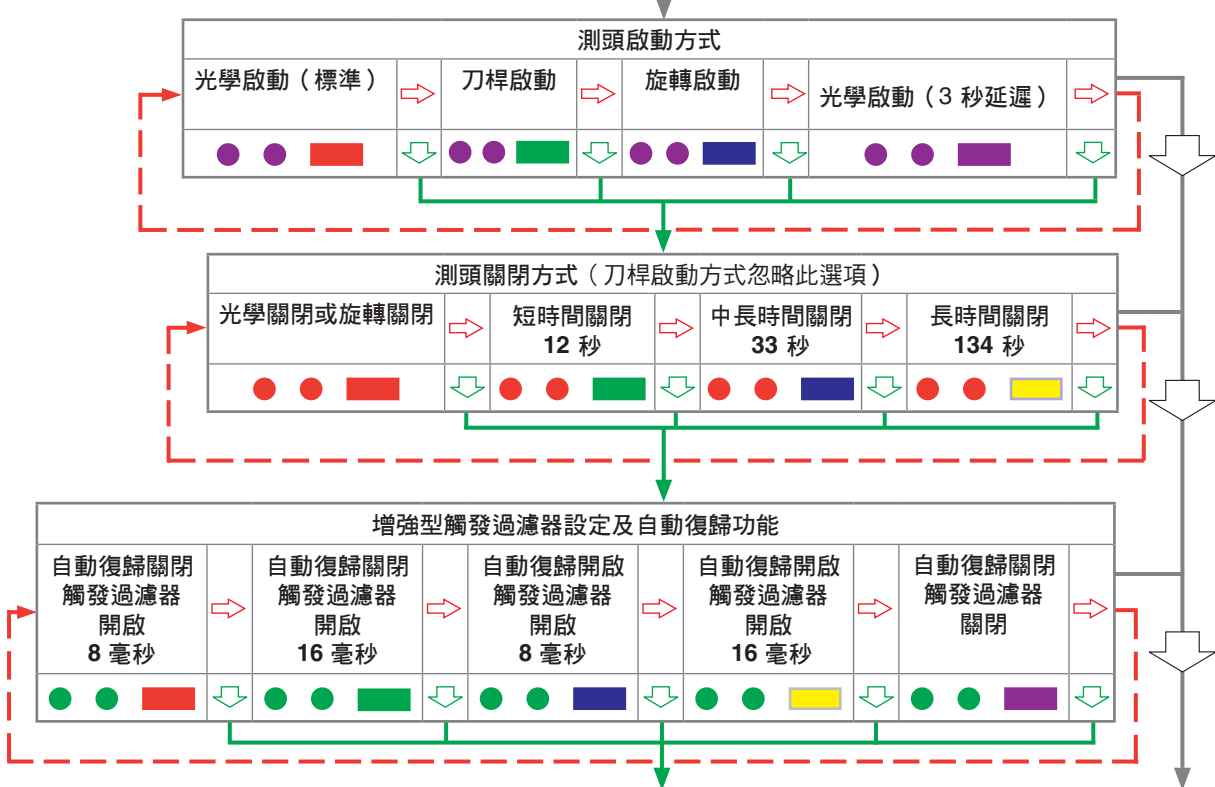 測頭啟動方式
光學啟動（標準）
刀桿啟動
旋轉啟動
光學啟動（3 秒延遲）
測頭關閉方式（刀桿啟動方式忽略此選項）
光學關閉或旋轉關閉
短時間關閉
12 秒
中長時間關閉
33 秒
長時間關閉
134 秒
增強型觸發過濾器設定及自動復歸功能
自動復歸關閉
觸發過濾器
開啟
8 毫秒
自動復歸關閉
觸發過濾器
開啟
16 毫秒
自動復歸開啟
觸發過濾器
開啟
8 毫秒
自動復歸開啟
觸發過濾器
開啟
16 毫秒
自動復歸關閉
觸發過濾器
關閉